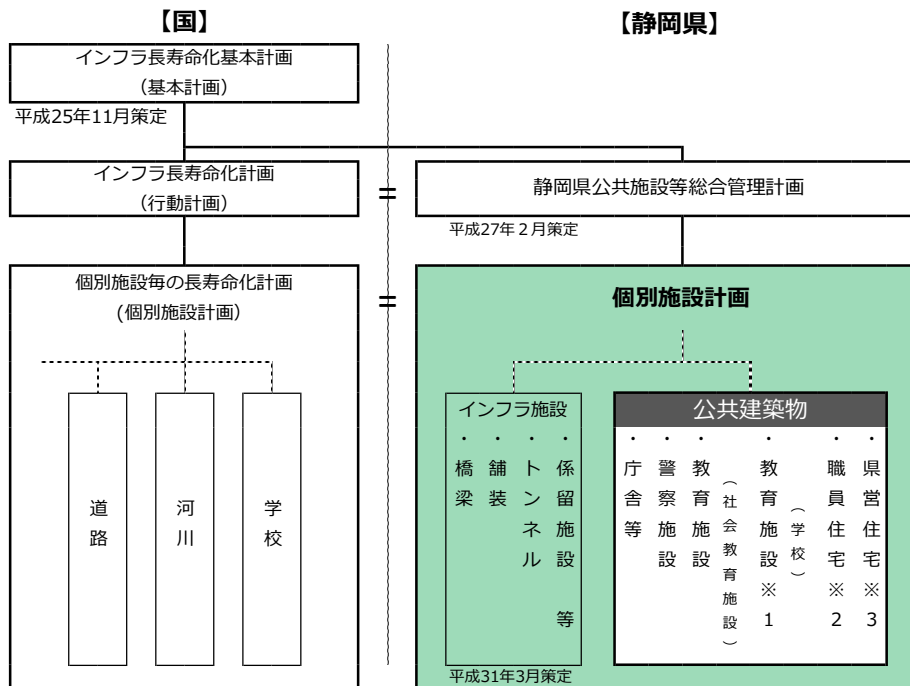 【国】
【静岡県】
インフラ長寿命化基本計画
（基本計画）
平成25年11月策定
インフラ長寿命化計画
（行動計画）
=
静岡県公共施設等総合管理計画
平成27年２月策定
個別施設毎の長寿命化計画
(個別施設計画）
=
個別施設計画
道路
河川
学校
インフラ施設
・橋梁
・舗装
・トンネル
・係留施設 等
平成31年3月策定
公共建築物
・庁舎等
・警察施設
・教育施設
（社会教育施設）
・教育施設※1
（学校）
・職員住宅※2
・県営住宅※3